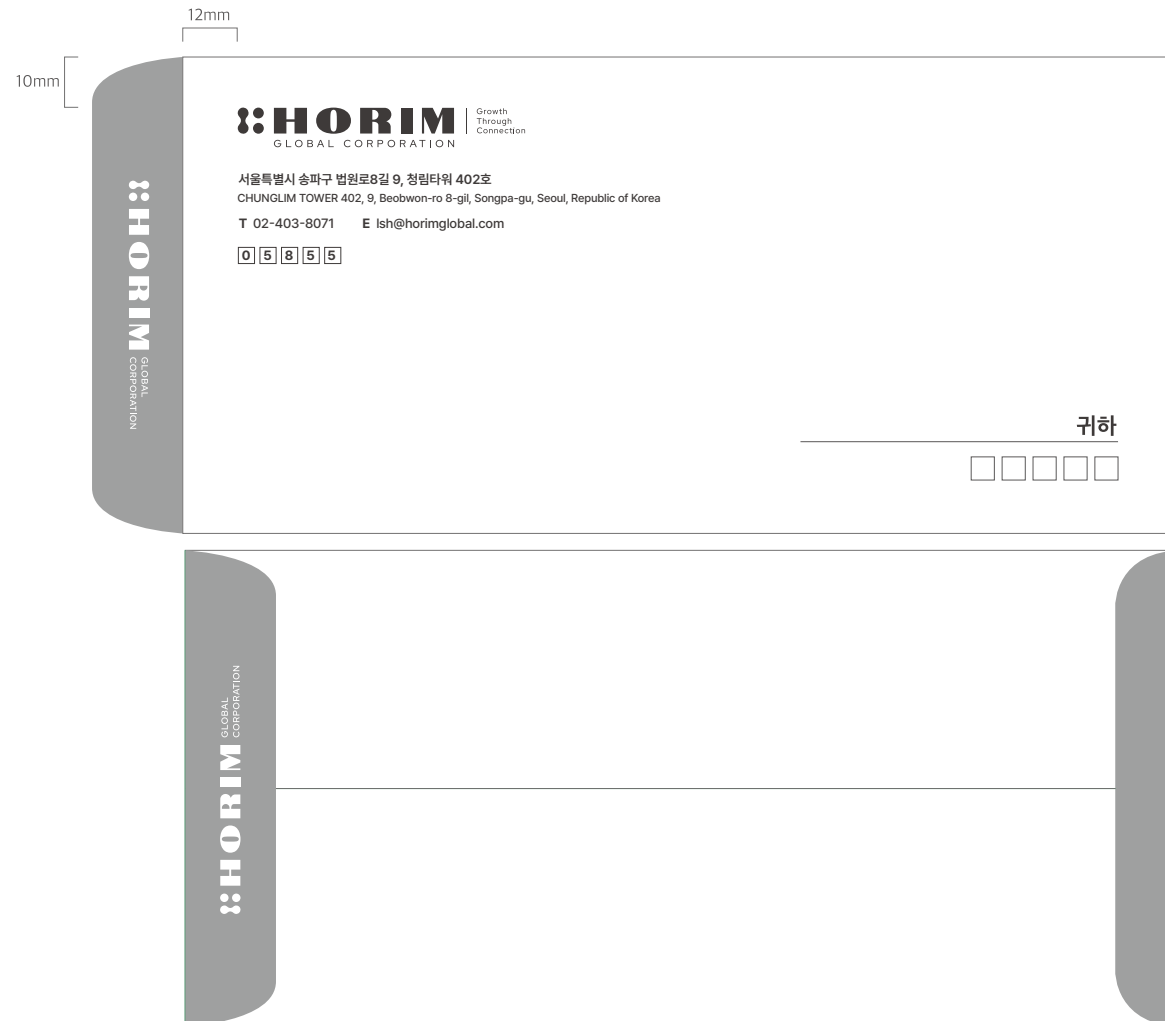 12mm
10mm
HORIM
GLOBAL CORPORATION
Growth
Through
Connection
서울특별시 송파구 법원로8길 9, 청림타워 402호
CHUNGLIM TOWER 402, 9, Beobwon-ro 8-gil, Songpa-gu, Seoul, Republic of Korea
T 02-403-8071 E lsh@horimglobal.com
0 5 8 5 5
HORIM
GLOBAL
CORPORATION
귀하
HORIM
GLOBAL
CORPORATION